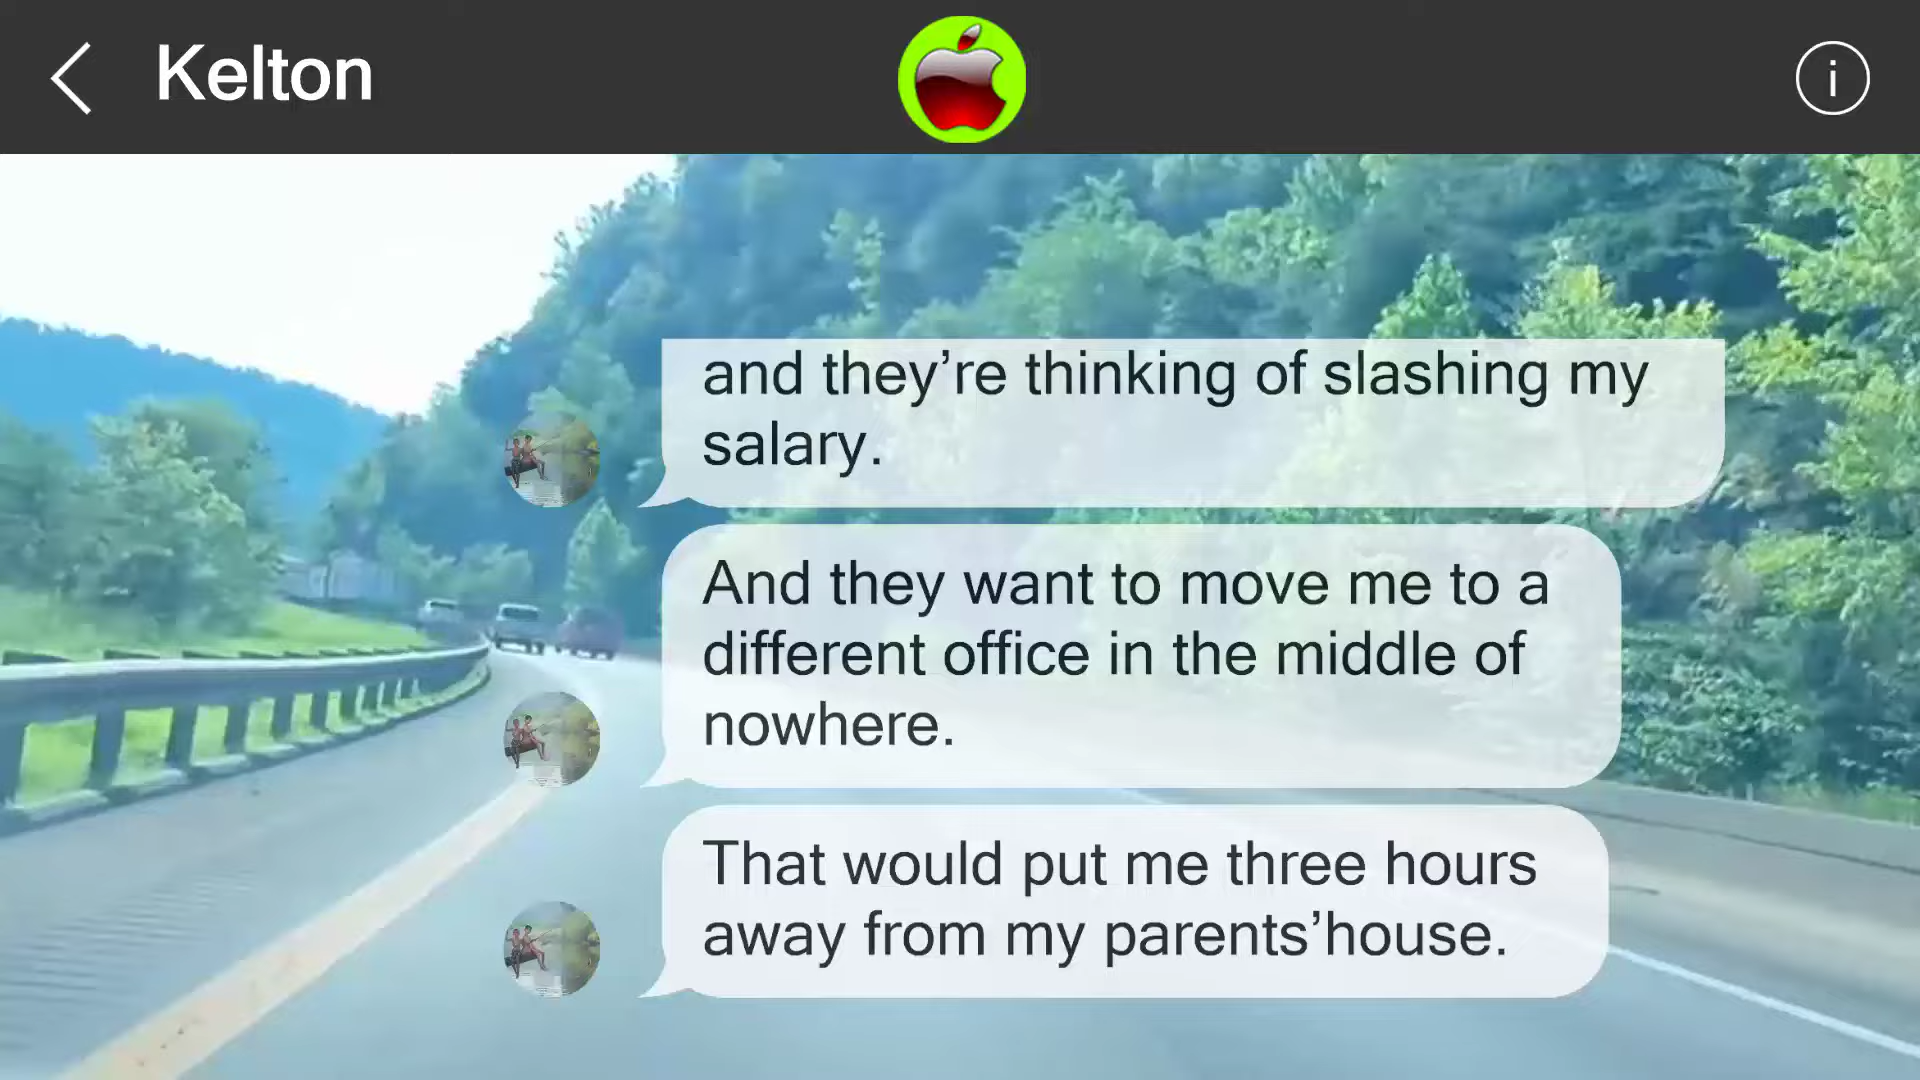 Kelton
i
and they’re thinking of slashing my
salary.
And they want to move me to a
different office in the middle of
nowhere.
That would put me three hours
away from my parents’house.